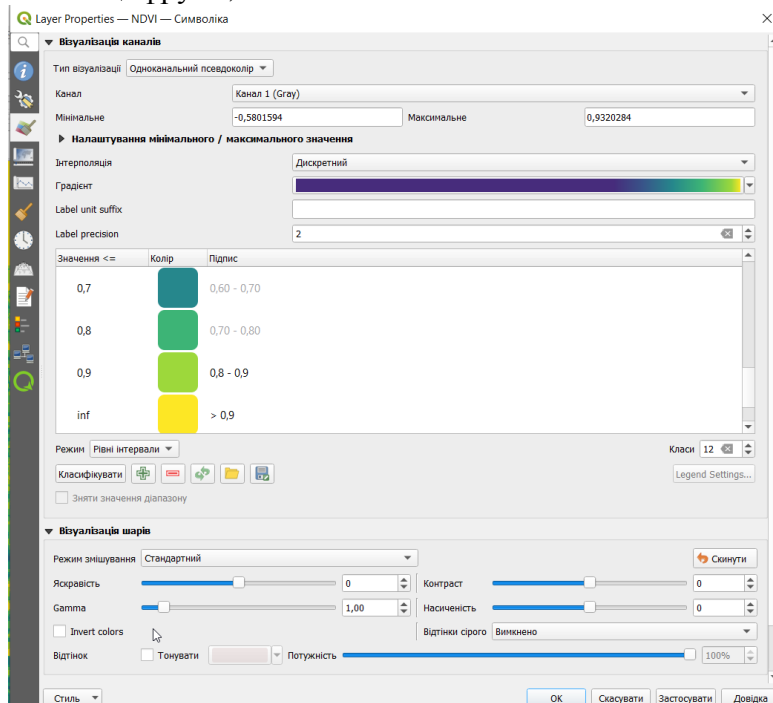 Layer Properties — NDVI — Символіка
Візуалізація каналів
Тип візуалізації Одноканальний псевдоколір
Канал Канал 1 (Gray)
Мінімальне -0,5801594 Максимальне 0,9320284
Налаштування мінімального / максимального значення
Інтерполяція Дискретний
Градієнт
Label unit suffix
Label precision 2
Значення <= Колір Підпис
0,7 0,60 - 0,70
0,8 0,70 - 0,80
0,9 0,8 - 0,9
inf > 0,9
Режим Рівні інтервали Класи 12
Класифікувати Legend Settings...
Зняти значення діапазону
Візуалізація шарів
Режим змішування Стандартний Скинути
Яскравість 0 Контраст 0
Gamma 1,00 Насиченість 0
Invert colors Відтінки сірого Вимкнено
Відтінок Тонувати Потужність 100%
Стиль OK Скасувати Застосувати Довідка